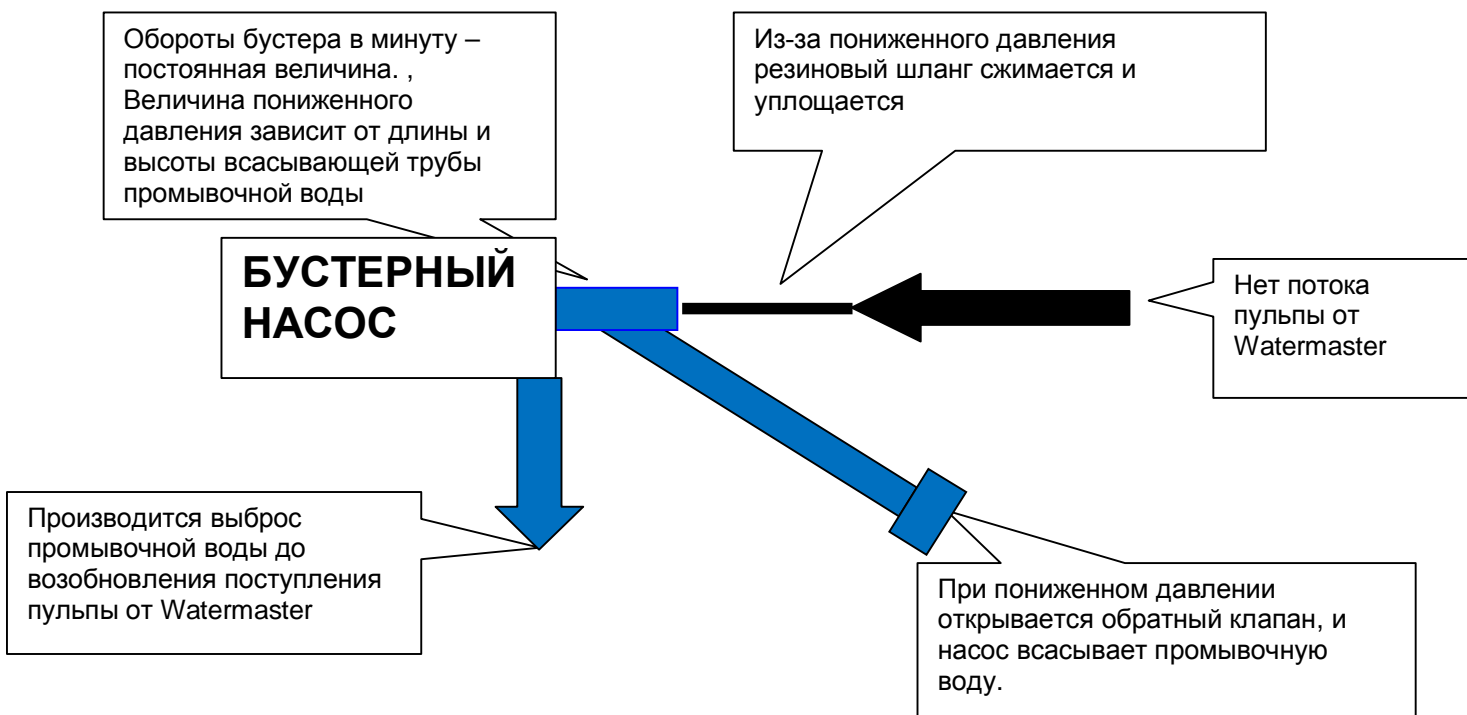 Обороты бустера в минуту –
постоянная величина. ,
Величина пониженного
давления зависит от длины и
высоты всасывающей трубы
промывочной воды
Из-за пониженного давления
резиновый шланг сжимается и
уплощается
БУСТЕРНЫЙ
НАСОС
Нет потока
пульпы от
Watermaster
Производится выброс
промывочной воды до
возобновления поступления
пульпы от Watermaster
При пониженном давлении
открывается обратный клапан, и
насос всасывает промывочную
воду.